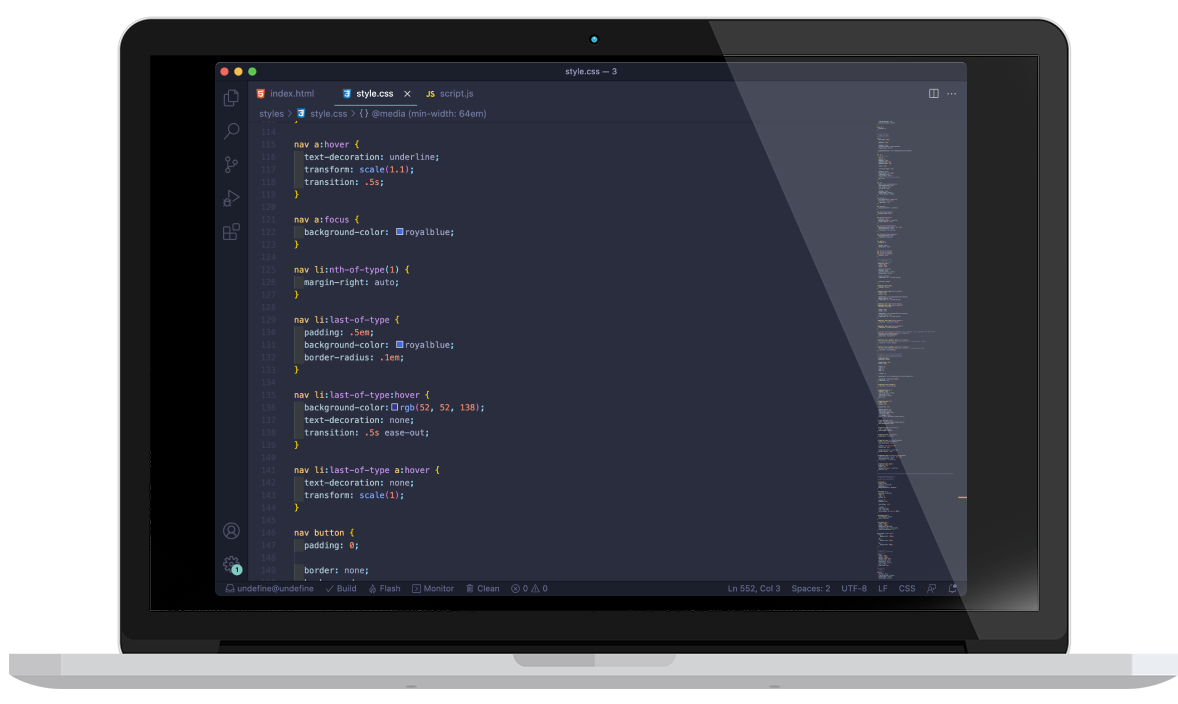 style.css — 3
index.html style.css × JS script.js
styles > style.css > {} @media (min-width: 64em)
114
115 nav a:hover {
116 text-decoration: underline;
117 transform: scale(1.1);
118 transition: .5s;
119 }
120
121 nav a:focus {
122 background-color: royalblue;
123 }
124
125 nav li:nth-of-type(1) {
126 margin-right: auto;
127 }
128
129 nav li:last-of-type {
130 padding: .5em;
131 background-color: royalblue;
132 border-radius: .1em;
133 }
134
135 nav li:last-of-type:hover {
136 background-color: rgb(52, 52, 138);
137 text-decoration: none;
138 transition: .5s ease-out;
139 }
140
141 nav li:last-of-type a:hover {
142 text-decoration: none;
143 transform: scale(1);
144 }
145
146 nav button {
147 padding: 0;
148
149 border: none;
1
undefine@undefine Build Flash Monitor Clean 0 0 Ln 552, Col 3 Spaces: 2 UTF-8 LF CSS